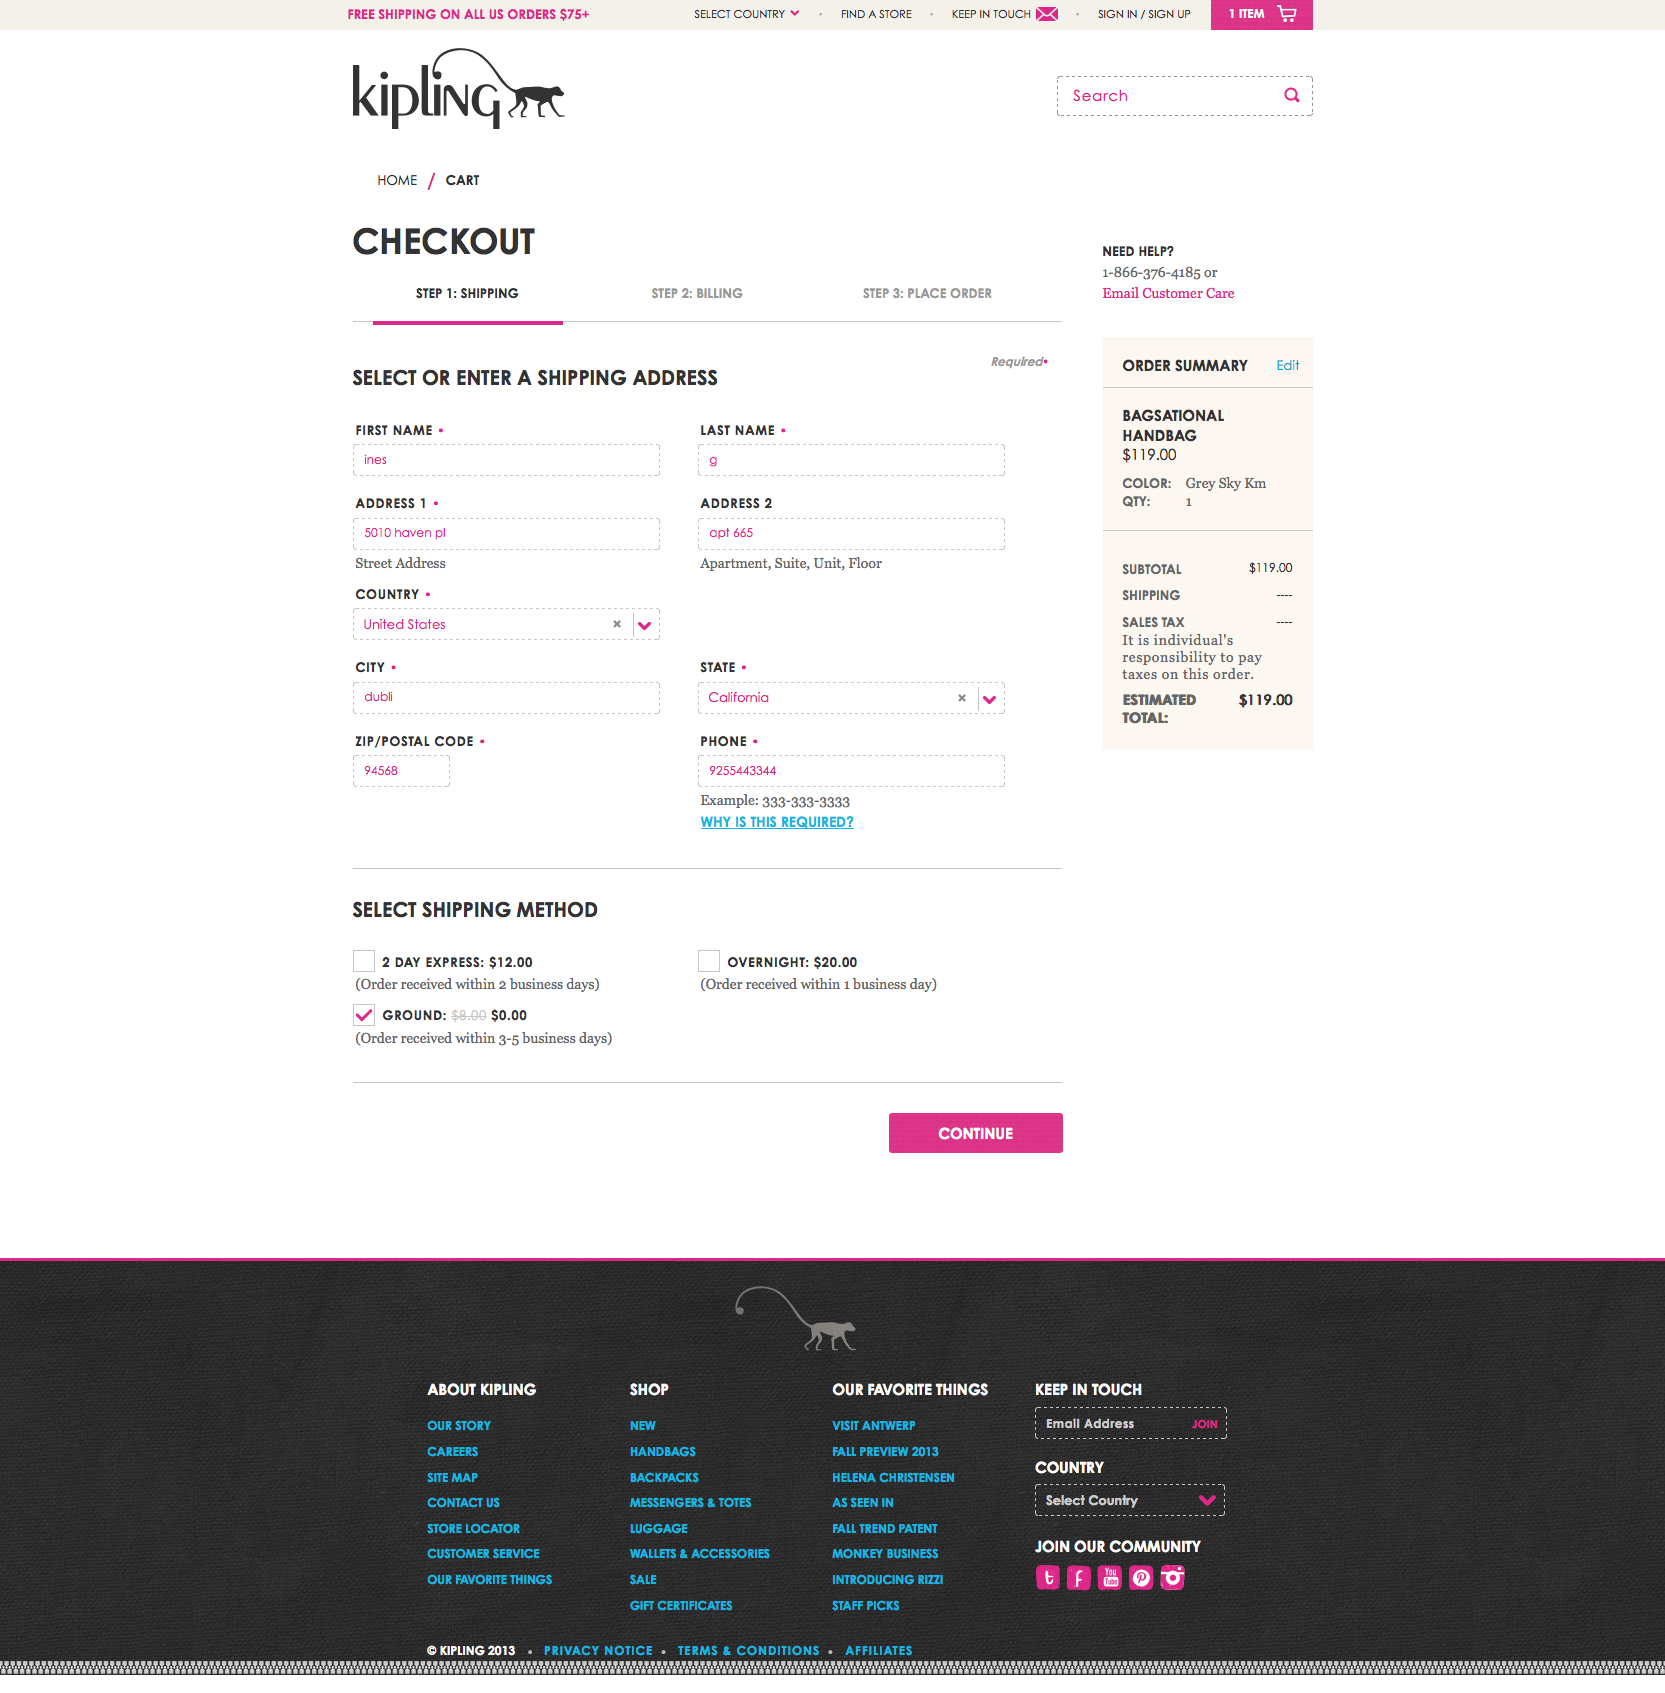 FREE SHIPPING ON ALL US ORDERS $75+
SELECT COUNTRY • FIND A STORE • KEEP IN TOUCH • SIGN IN / SIGN UP
1 ITEM
kipling
Search
HOME / CART
CHECKOUT
STEP 1: SHIPPING
STEP 2: BILLING
STEP 3: PLACE ORDER
NEED HELP?
1-866-376-4185 or
Email Customer Care
Required•
SELECT OR ENTER A SHIPPING ADDRESS
FIRST NAME •
ines
LAST NAME •
g
ADDRESS 1 •
5010 haven pl
Street Address
ADDRESS 2
apt 665
Apartment, Suite, Unit, Floor
COUNTRY •
United States ×
CITY •
dubli
STATE •
California ×
ZIP/POSTAL CODE •
94568
PHONE •
9255443344
Example: 333-333-3333
WHY IS THIS REQUIRED?
ORDER SUMMARY Edit
BAGSATIONAL
HANDBAG
$119.00
COLOR: Grey Sky Km
QTY: 1
SUBTOTAL $119.00
SHIPPING ----
SALES TAX ----
It is individual's
responsibility to pay
taxes on this order.
ESTIMATED $119.00
TOTAL:
SELECT SHIPPING METHOD
2 DAY EXPRESS: $12.00
(Order received within 2 business days)
OVERNIGHT: $20.00
(Order received within 1 business day)
GROUND: $8.00 $0.00
(Order received within 3-5 business days)
CONTINUE
ABOUT KIPLING
OUR STORY
CAREERS
SITE MAP
CONTACT US
STORE LOCATOR
CUSTOMER SERVICE
OUR FAVORITE THINGS
SHOP
NEW
HANDBAGS
BACKPACKS
MESSENGERS & TOTES
LUGGAGE
WALLETS & ACCESSORIES
SALE
GIFT CERTIFICATES
OUR FAVORITE THINGS
VISIT ANTWERP
FALL PREVIEW 2013
HELENA CHRISTENSEN
AS SEEN IN
FALL TREND PATENT
MONKEY BUSINESS
INTRODUCING RIZZI
STAFF PICKS
KEEP IN TOUCH
Email Address JOIN
COUNTRY
Select Country
JOIN OUR COMMUNITY
You Tube
© KIPLING 2013 • PRIVACY NOTICE • TERMS & CONDITIONS • AFFILIATES